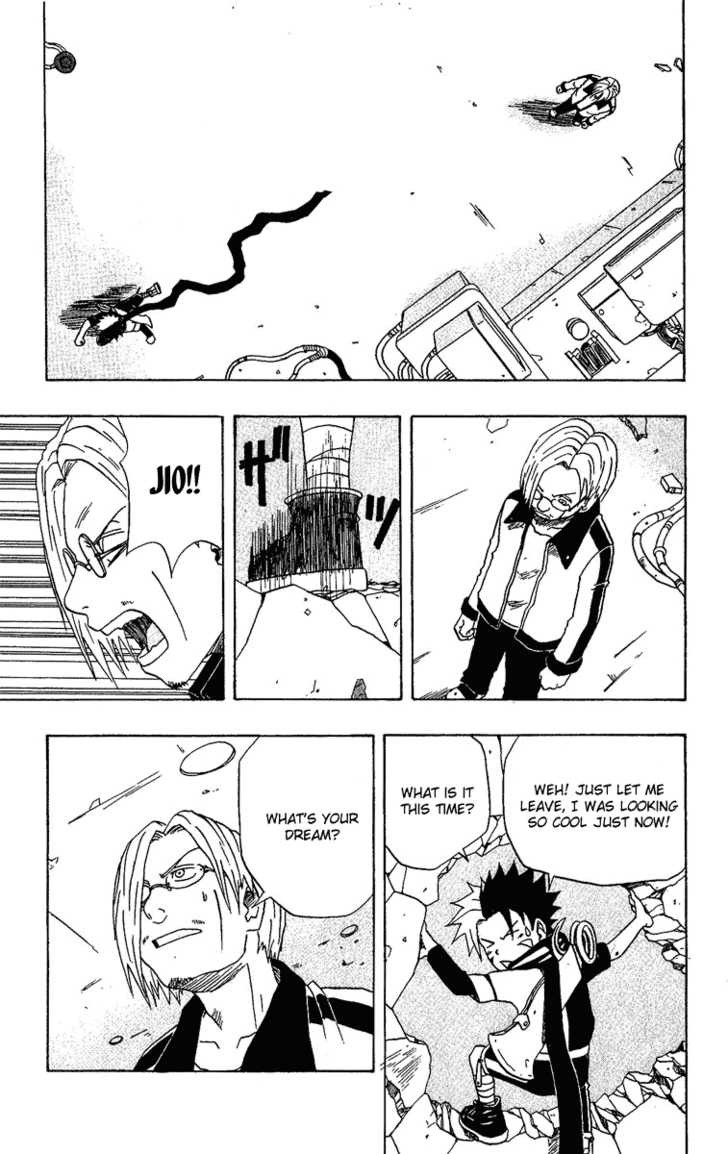 ザッ
JIO!!
WEH! JUST LET ME
LEAVE, I WAS LOOKING
SO COOL JUST NOW!
WHAT IS IT
THIS TIME?
WHAT'S YOUR
DREAM?